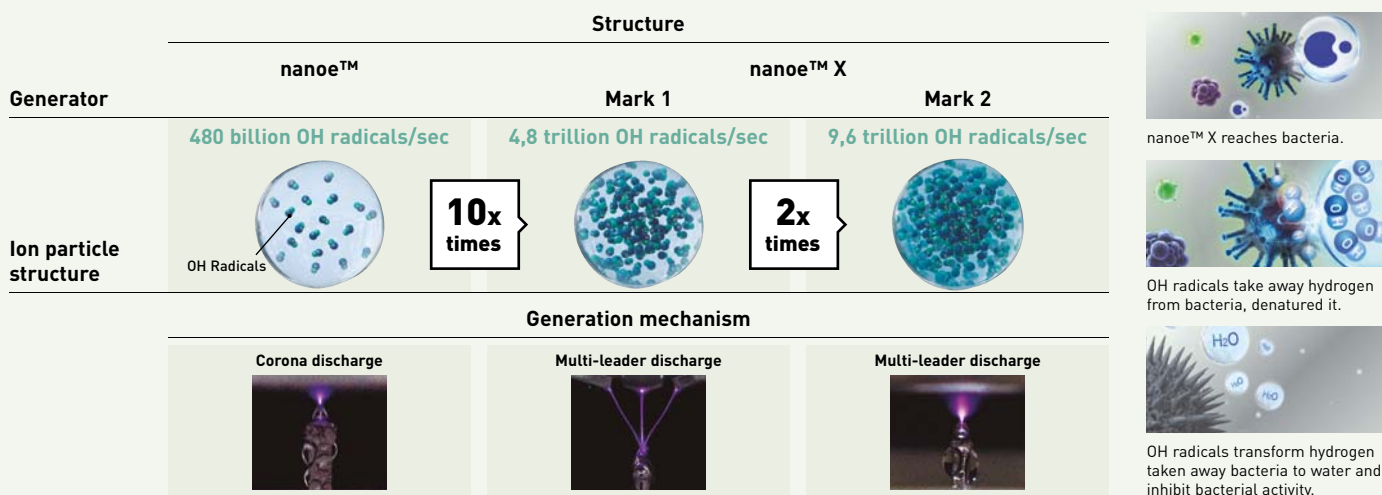 Structure
nanoe™
nanoe™ X
Generator
Mark 1
Mark 2
480 billion OH radicals/sec
4,8 trillion OH radicals/sec
9,6 trillion OH radicals/sec
10x
times
2x
times
Ion particle
structure
OH Radicals
Generation mechanism
Corona discharge
Multi-leader discharge
Multi-leader discharge
nanoe™ X reaches bacteria.
OH radicals take away hydrogen
from bacteria, denatured it.
H₂O
H₂O
H₂O
OH radicals transform hydrogen
taken away bacteria to water and
inhibit bacterial activity.